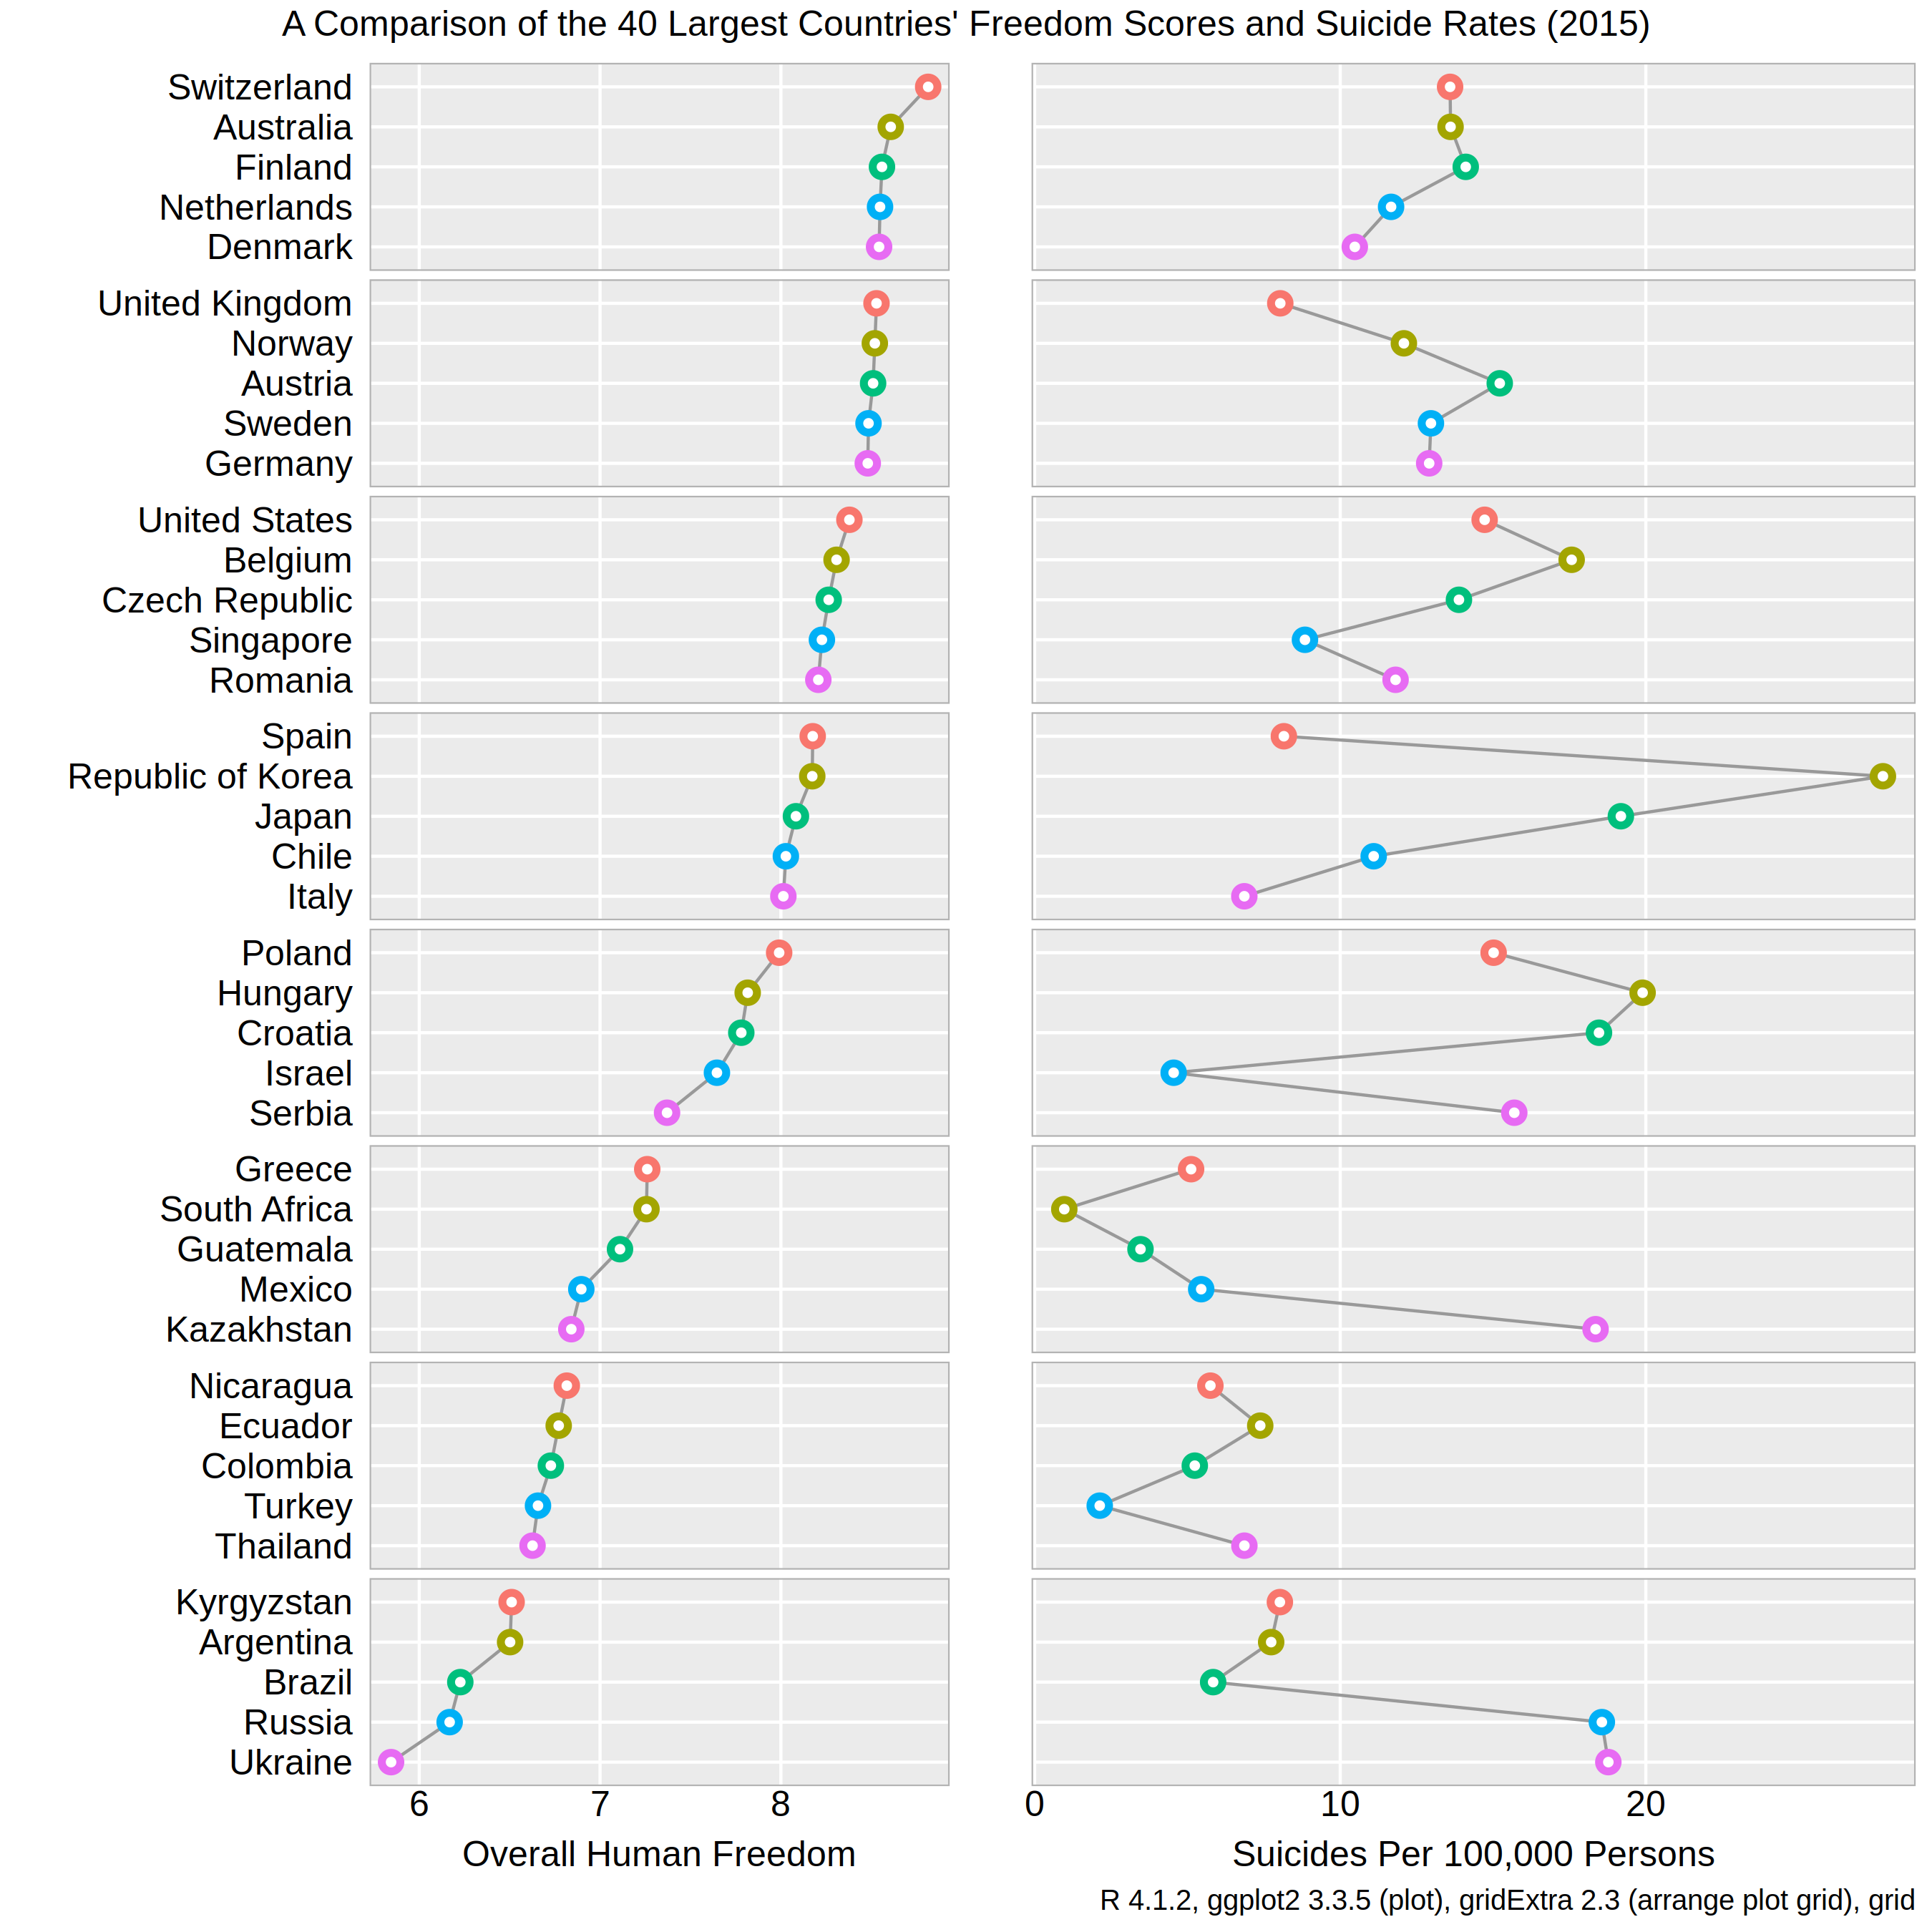 A Comparison of the 40 Largest Countries' Freedom Scores and Suicide Rates (2015)
Switzerland
Australia
Finland
Netherlands
Denmark
United Kingdom
Norway
Austria
Sweden
Germany
United States
Belgium
Czech Republic
Singapore
Romania
Spain
Republic of Korea
Japan
Chile
Italy
Poland
Hungary
Croatia
Israel
Serbia
Greece
South Africa
Guatemala
Mexico
Kazakhstan
Nicaragua
Ecuador
Colombia
Turkey
Thailand
Kyrgyzstan
Argentina
Brazil
Russia
Ukraine
6 7 8
0 10 20
Overall Human Freedom
Suicides Per 100,000 Persons
R 4.1.2, ggplot2 3.3.5 (plot), gridExtra 2.3 (arrange plot grid), grid